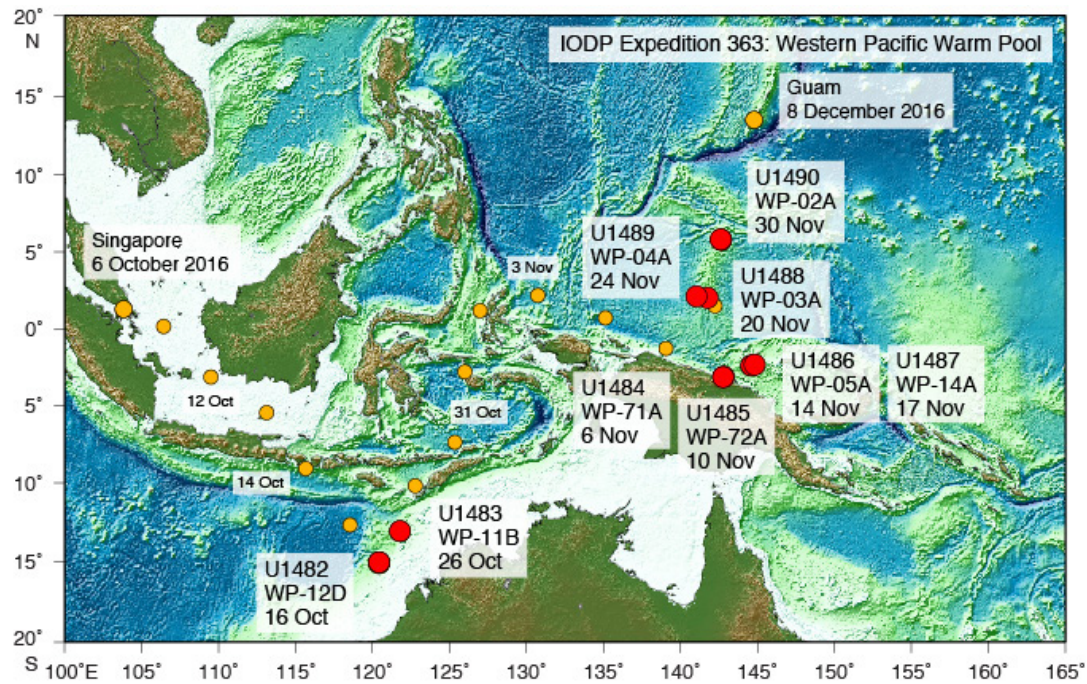 IODP Expedition 363: Western Pacific Warm Pool
Guam
8 December 2016
U1490
WP-02A
30 Nov
U1489
WP-04A
24 Nov
Singapore
6 October 2016
3 Nov
U1488
WP-03A
20 Nov
U1486
WP-05A
14 Nov
U1487
WP-14A
17 Nov
U1484
WP-71A
6 Nov
U1485
WP-72A
10 Nov
12 Oct
31 Oct
14 Oct
U1483
WP-11B
26 Oct
U1482
WP-12D
16 Oct
20˚
N
15˚
10˚
5˚
0˚
5˚
10˚
15˚
20˚
S
100˚E 105˚ 110˚ 115˚ 120˚ 125˚ 130˚ 135˚ 140˚ 145˚ 150˚ 155˚ 160˚ 165˚